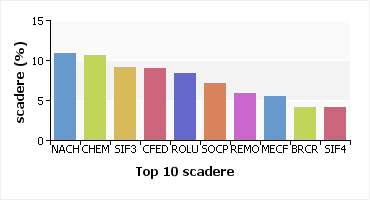 scadere (%)
15
10
5
0
NACH CHEM SIF3 CFED ROLU SOCP REMO MECF BRCR SIF4
Top 10 scadere